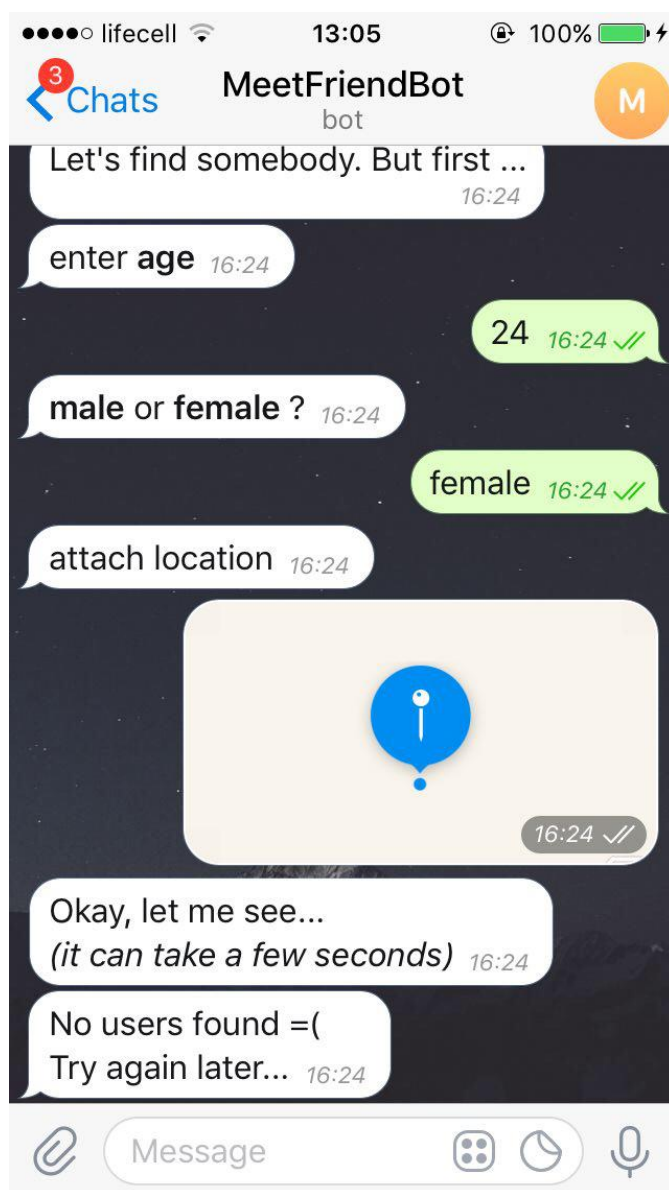 lifecell 13:05 100%
3
Chats MeetFriendBot M
bot
Let's find somebody. But first ...
16:24
enter age 16:24
24 16:24
male or female ? 16:24
female 16:24
attach location 16:24
16:24
Okay, let me see...
(it can take a few seconds) 16:24
No users found =(
Try again later... 16:24
Message